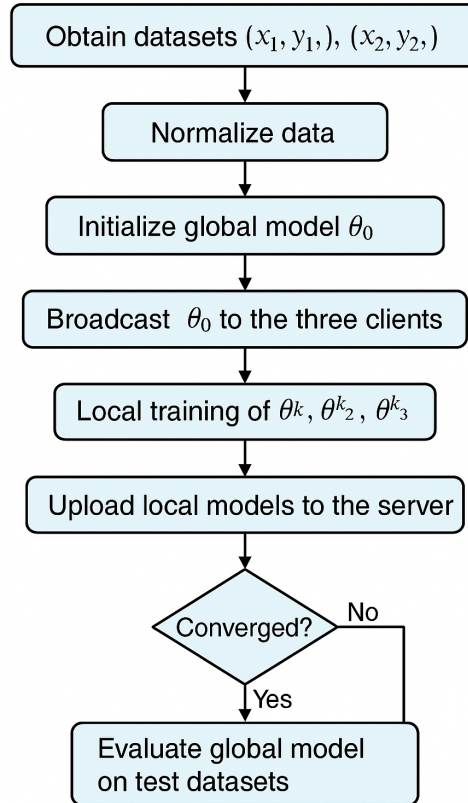 Obtain datasets (x₁, y₁,), (x₂, y₂,)
Normalize data
Initialize global model θ₀
Broadcast θ₀ to the three clients
Local training of θᵏ, θᵏ₂, θᵏ₃
Upload local models to the server
Converged?
No
Yes
Evaluate global model
on test datasets